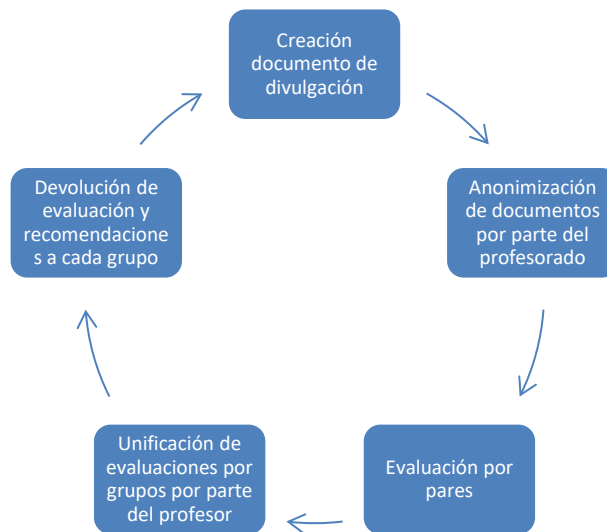 Creación
documento de
divulgación
Anonimización
de documentos
por parte del
profesorado
Evaluación por
pares
Unificación de
evaluaciones por
grupos por parte
del profesor
Devolución de
evaluación y
recomendacione
s a cada grupo